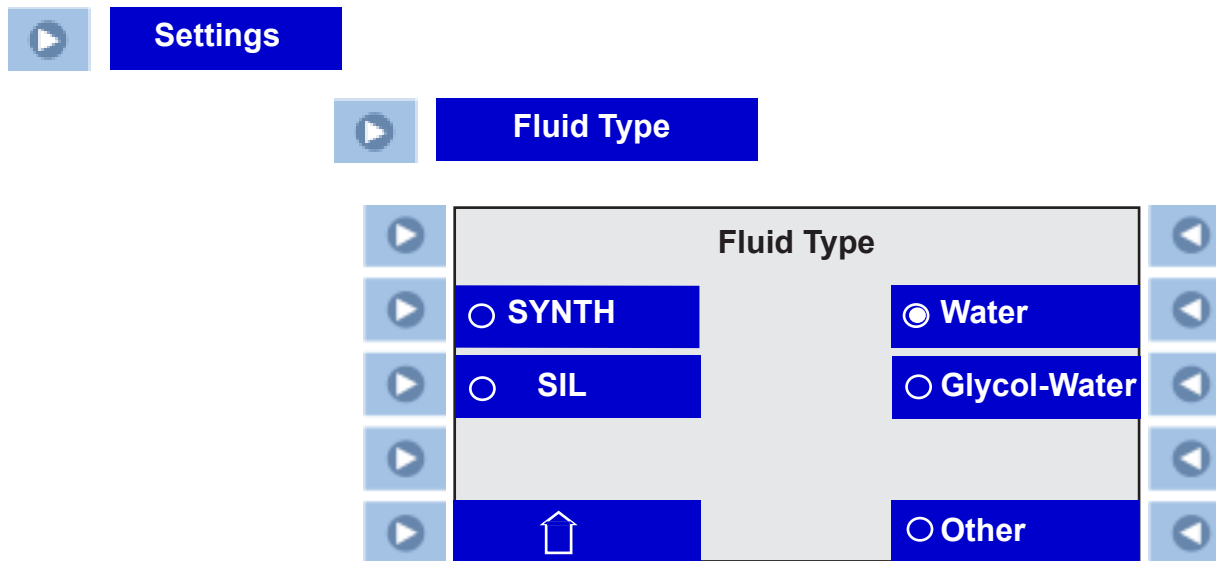 Settings
Fluid Type
Fluid Type
SYNTH
Water
SIL
Glycol-Water
Other